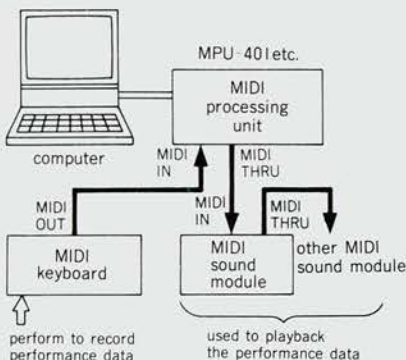 MPU-401etc.
MIDI
processing
unit
computer
MIDI
IN
MIDI
THRU
MIDI
OUT
MIDI
IN
MIDI
THRU
MIDI
keyboard
MIDI
sound
module
other MIDI
sound module
perform to record
performance data
used to playback
the performance data